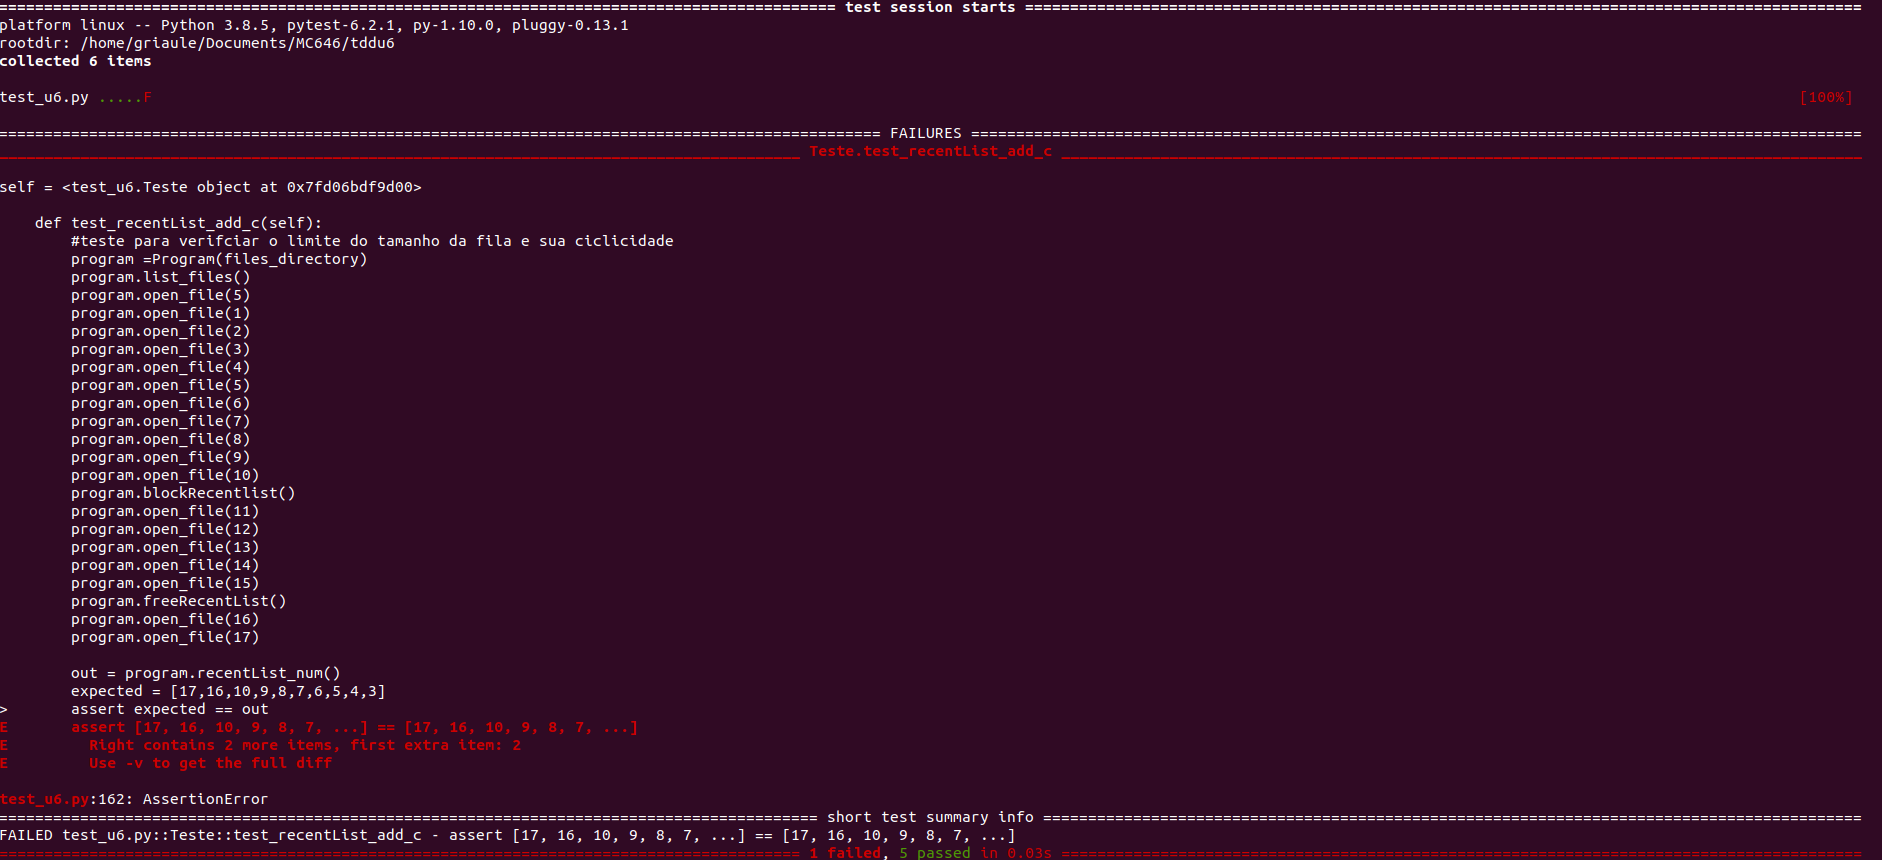 ============================================================================================= test session starts =============================================================================================
platform linux -- Python 3.8.5, pytest-6.2.1, py-1.10.0, pluggy-0.13.1
rootdir: /home/griaule/Documents/MC646/tddu6
collected 6 items

test_u6.py .....F [100%]

================================================================================================== FAILURES ===================================================================================================
_________________________________________________________________________________________ Teste.test_recentList_add_c _________________________________________________________________________________________

self = <test_u6.Teste object at 0x7fd06bdf9d00>

    def test_recentList_add_c(self):
        #teste para verifciar o limite do tamanho da fila e sua ciclicidade
        program =Program(files_directory)
        program.list_files()
        program.open_file(5)
        program.open_file(1)
        program.open_file(2)
        program.open_file(3)
        program.open_file(4)
        program.open_file(5)
        program.open_file(6)
        program.open_file(7)
        program.open_file(8)
        program.open_file(9)
        program.open_file(10)
        program.blockRecentlist()
        program.open_file(11)
        program.open_file(12)
        program.open_file(13)
        program.open_file(14)
        program.open_file(15)
        program.freeRecentList()
        program.open_file(16)
        program.open_file(17)

        out = program.recentList_num()
        expected = [17,16,10,9,8,7,6,5,4,3]
>       assert expected == out
E       assert [17, 16, 10, 9, 8, 7, ...] == [17, 16, 10, 9, 8, 7, ...]
E         Right contains 2 more items, first extra item: 2
E         Use -v to get the full diff

test_u6.py:162: AssertionError
=========================================================================================== short test summary info ===========================================================================================
FAILED test_u6.py::Teste::test_recentList_add_c - assert [17, 16, 10, 9, 8, 7, ...] == [17, 16, 10, 9, 8, 7, ...]
========================================================================================= 1 failed, 5 passed in 0.03s ==========================================================================================